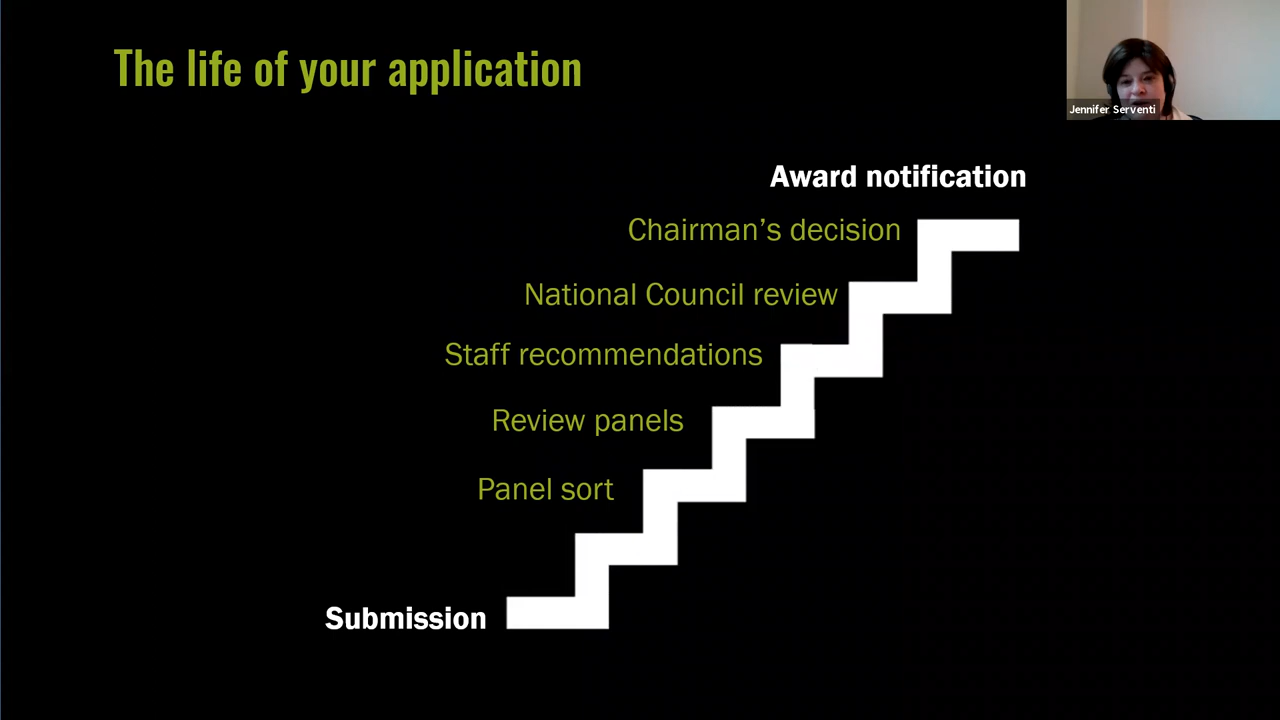 The life of your application
Jennifer Serventi
Award notification
Chairman’s decision
National Council review
Staff recommendations
Review panels
Panel sort
Submission